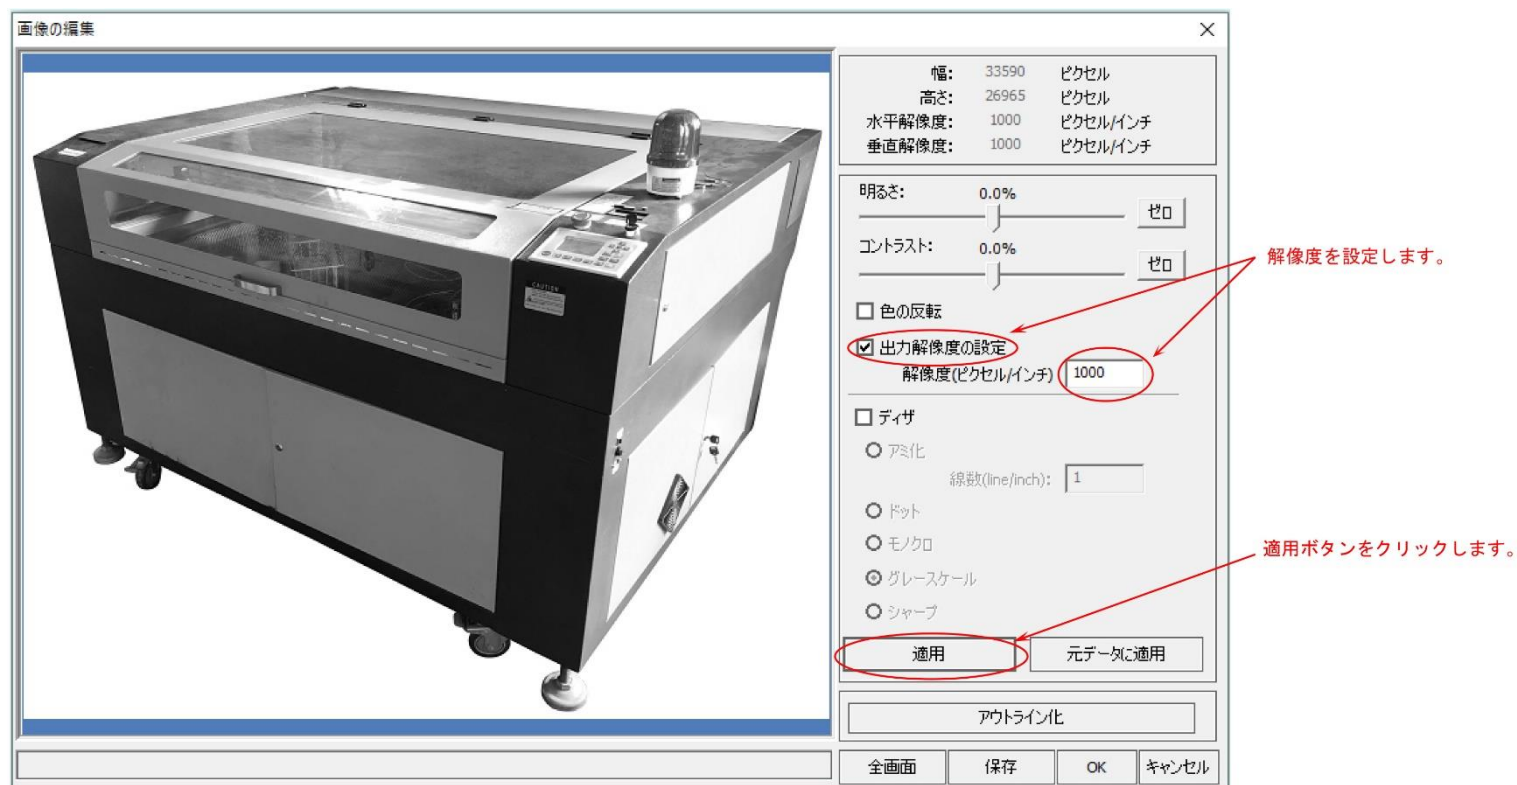 画像の編集
幅: 33590 ピクセル
高さ: 26965 ピクセル
水平解像度: 1000 ピクセル/インチ
垂直解像度: 1000 ピクセル/インチ
明るさ: 0.0%
ゼロ
コントラスト: 0.0%
ゼロ
解像度を設定します。
色の反転
出力解像度の設定
解像度(ピクセル/インチ) 1000
ディザ
アミ化
線数(line/inch): 1
ドット
モノクロ
適用ボタンをクリックします。
グレースケール
シャープ
適用 元データに適用
アウトライン化
全画面 保存 OK キャンセル
CAUTION